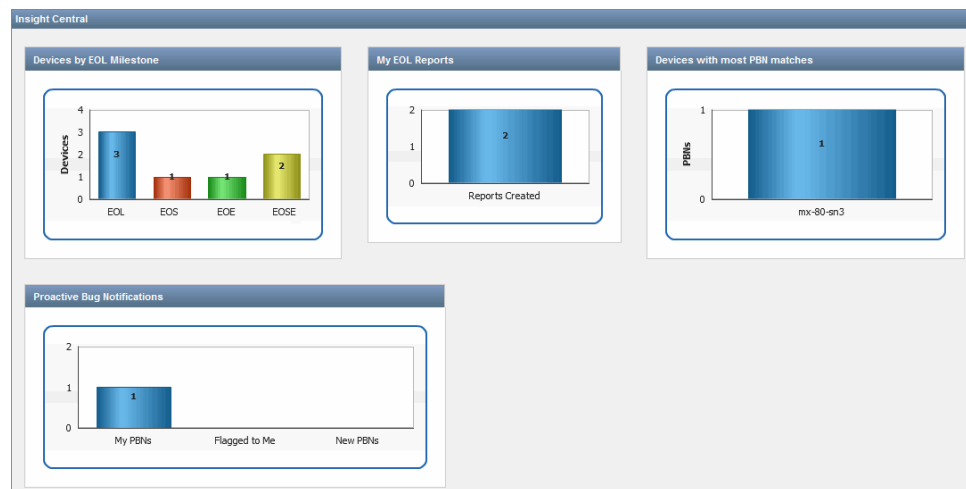 Insight Central
Devices by EOL Milestone
4
3
2
1
0
Devices
3
1
1
2
EOL EOS EOE EOSE
My EOL Reports
2
1
0
2
Reports Created
Devices with most PBN matches
1
0
PBNs
1
mx-80-sn3
Proactive Bug Notifications
2
1
0
1
My PBNs Flagged to Me New PBNs